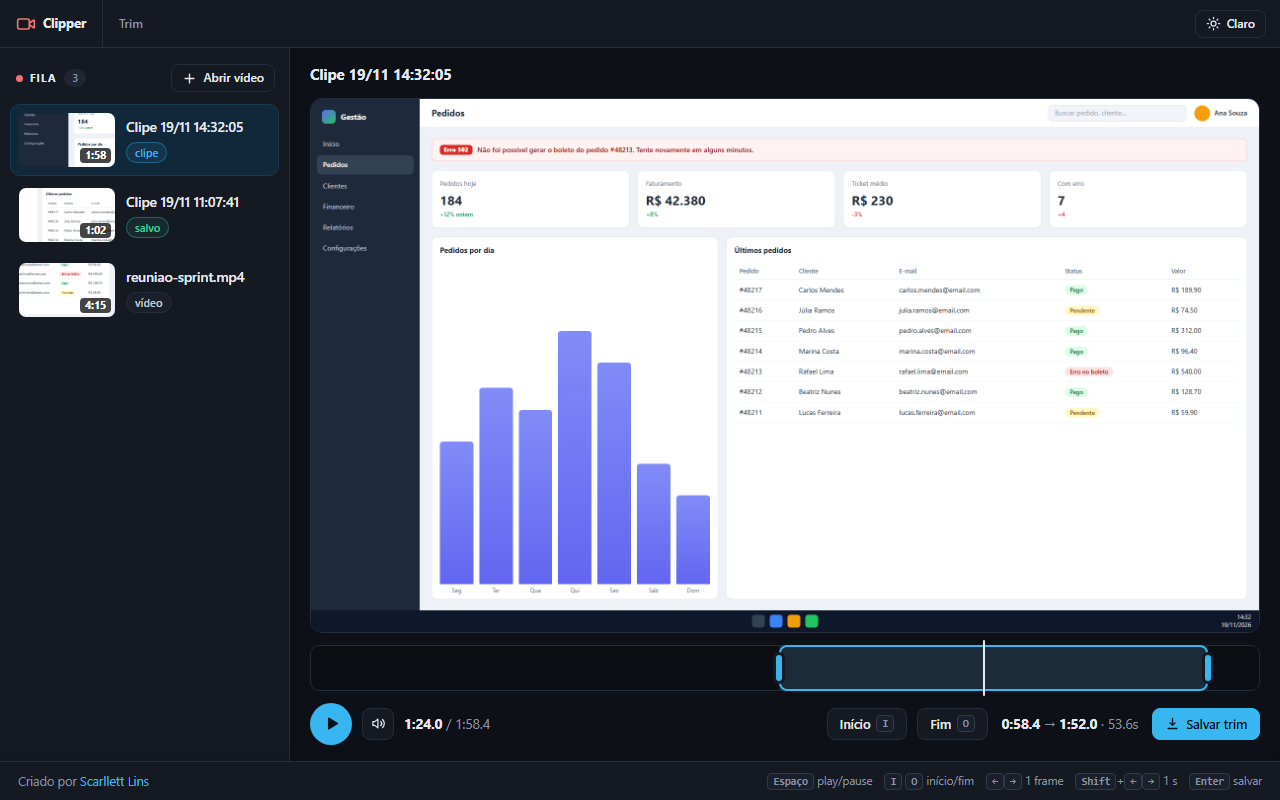 Clipper
Trim
Claro
FILA 3
Abrir vídeo
Clipe 19/11 14:32:05
clipe
1:58
Clipe 19/11 11:07:41
salvo
1:02
reuniao-sprint.mp4
vídeo
4:15
Clipe 19/11 14:32:05
Gestão
Início
Pedidos
Clientes
Financeiro
Relatórios
Configurações
Pedidos
Buscar pedido, cliente...
Ana Souza
Erro 502 Não foi possível gerar o boleto do pedido #48213. Tente novamente em alguns minutos.
Pedidos hoje
184
+12% ontem
Faturamento
R$ 42.380
+8%
Ticket médio
R$ 230
-3%
Com erro
7
+4
Pedidos por dia
Seg Ter Qua Qui Sex Sáb Dom
Últimos pedidos
Pedido Cliente E-mail Status Valor
#48217 Carlos Mendes carlos.mendes@email.com Pago R$ 189,90
#48216 Júlia Ramos julia.ramos@email.com Pendente R$ 74,50
#48215 Pedro Alves pedro.alves@email.com Pago R$ 312,00
#48214 Marina Costa marina.costa@email.com Pago R$ 96,40
#48213 Rafael Lima rafael.lima@email.com Erro no boleto R$ 540,00
#48212 Beatriz Nunes beatriz.nunes@email.com Pago R$ 128,70
#48211 Lucas Ferreira lucas.ferreira@email.com Pendente R$ 59,90
14:32
19/11/2026
1:24.0 / 1:58.4
Início I
Fim O
0:58.4 → 1:52.0 · 53.6s
Salvar trim
Criado por Scarllett Lins
Espaço play/pause I O início/fim ← → 1 frame Shift + ← → 1 s Enter salvar